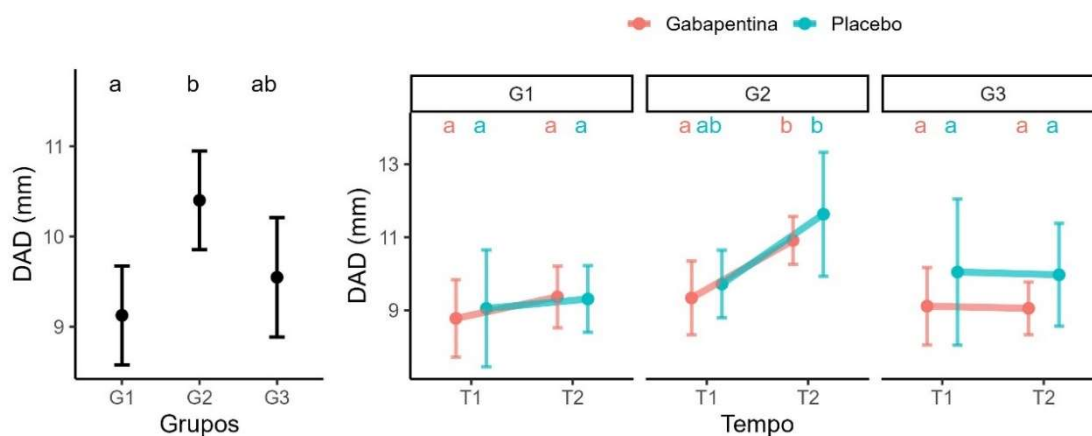 Gabapentina Placebo
a b ab
DAD (mm)
11
10
9
G1 G2 G3
Grupos
G1 G2 G3
a a a a a ab b b a a a a
DAD (mm)
13
11
9
T1 T2 T1 T2 T1 T2
Tempo